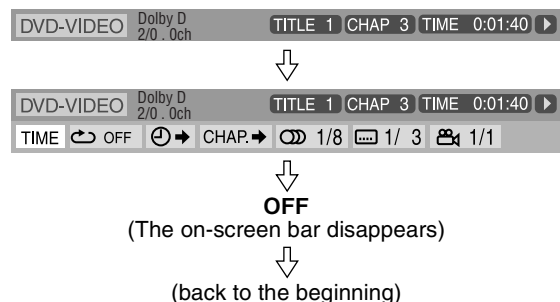 DVD-VIDEO Dolby D 2/0 . 0ch TITLE 1 CHAP 3 TIME 0:01:40
DVD-VIDEO Dolby D 2/0 . 0ch TITLE 1 CHAP 3 TIME 0:01:40
TIME OFF CHAP. 1/8 1/ 3 1/1
OFF
(The on-screen bar disappears)
(back to the beginning)